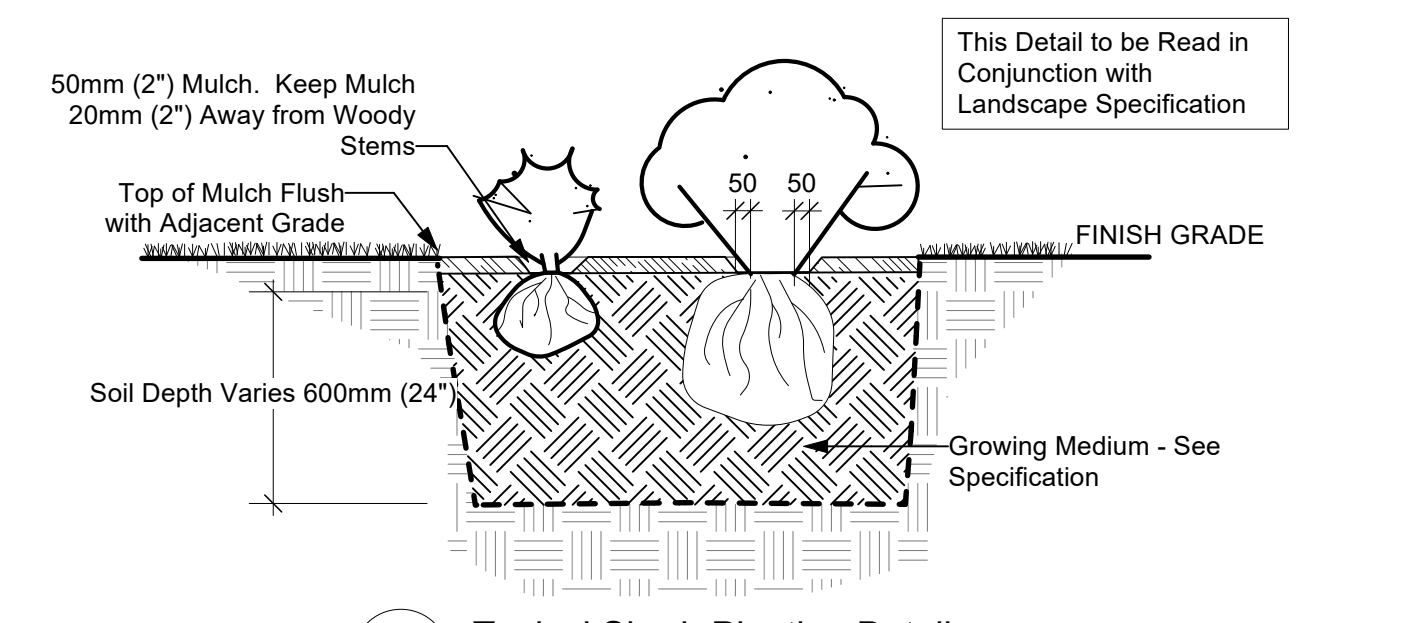 This Detail to be Read in
Conjunction with
Landscape Specification
50mm (2") Mulch. Keep Mulch
20mm (2") Away from Woody
Stems
Top of Mulch Flush
with Adjacent Grade
50 50
FINISH GRADE
Soil Depth Varies 600mm (24")
Growing Medium - See
Specification